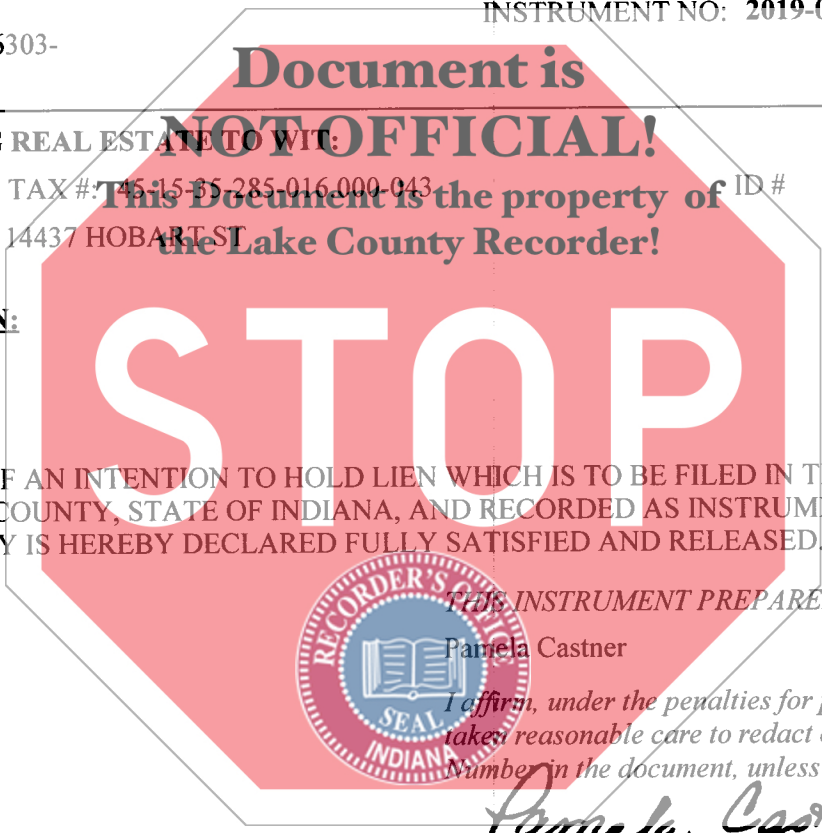 INSTRUMENT NO: 2019-0
6303-
Document is
NOT OFFICIAL!
REAL ESTATE TO WIT:
TAX #: 45-15-35-285-016.000-043 ID #
This Document is the property of
14437 HOBART ST
the Lake County Recorder!
N:
STOP
F AN INTENTION TO HOLD LIEN WHICH IS TO BE FILED IN T
COUNTY, STATE OF INDIANA, AND RECORDED AS INSTRUM
Y IS HEREBY DECLARED FULLY SATISFIED AND RELEASED.
RECORDER'S OFFICE
SEAL
INDIANA
THIS INSTRUMENT PREPARE
Pamela Castner
I affirm, under the penalties for p
taken reasonable care to redact
Number in the document, unless
Pamela Cas